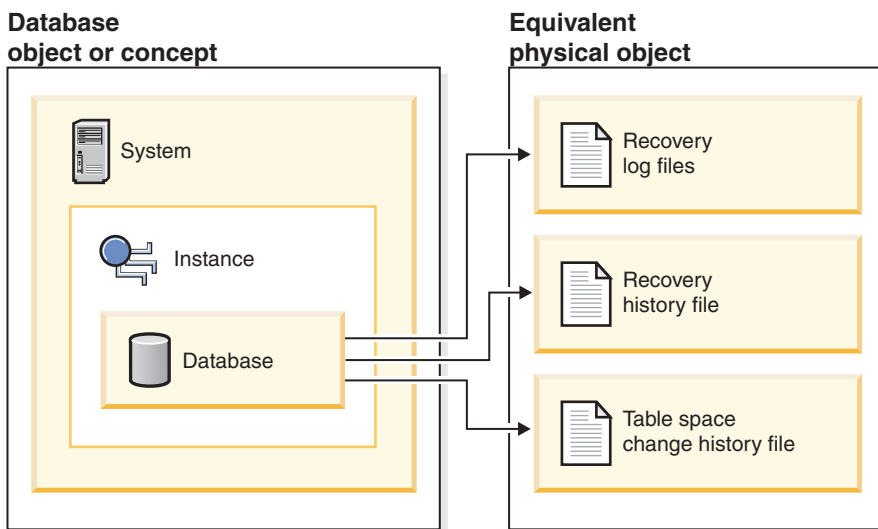 Database
object or concept
System
Instance
Database
Equivalent
physical object
Recovery
log files
Recovery
history file
Table space
change history file